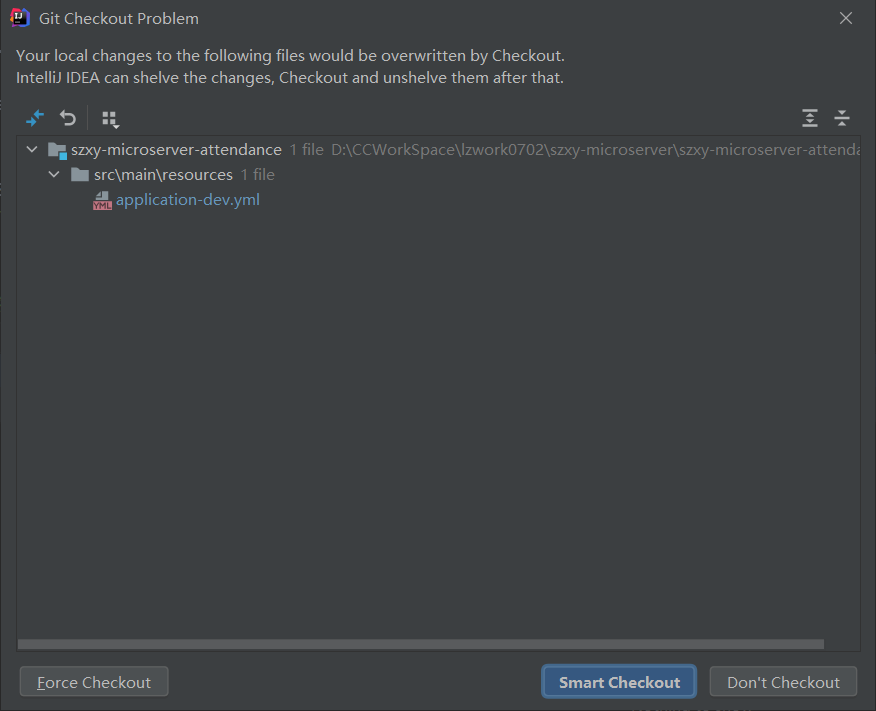 Git Checkout Problem
Your local changes to the following files would be overwritten by Checkout.
IntelliJ IDEA can shelve the changes, Checkout and unshelve them after that.
szxy-microserver-attendance 1 file D:\CCWorkSpace\lzwork0702\szxy-microserver\szxy-microserver-attenda
src\main\resources 1 file
YML application-dev.yml
Force Checkout Smart Checkout Don't Checkout